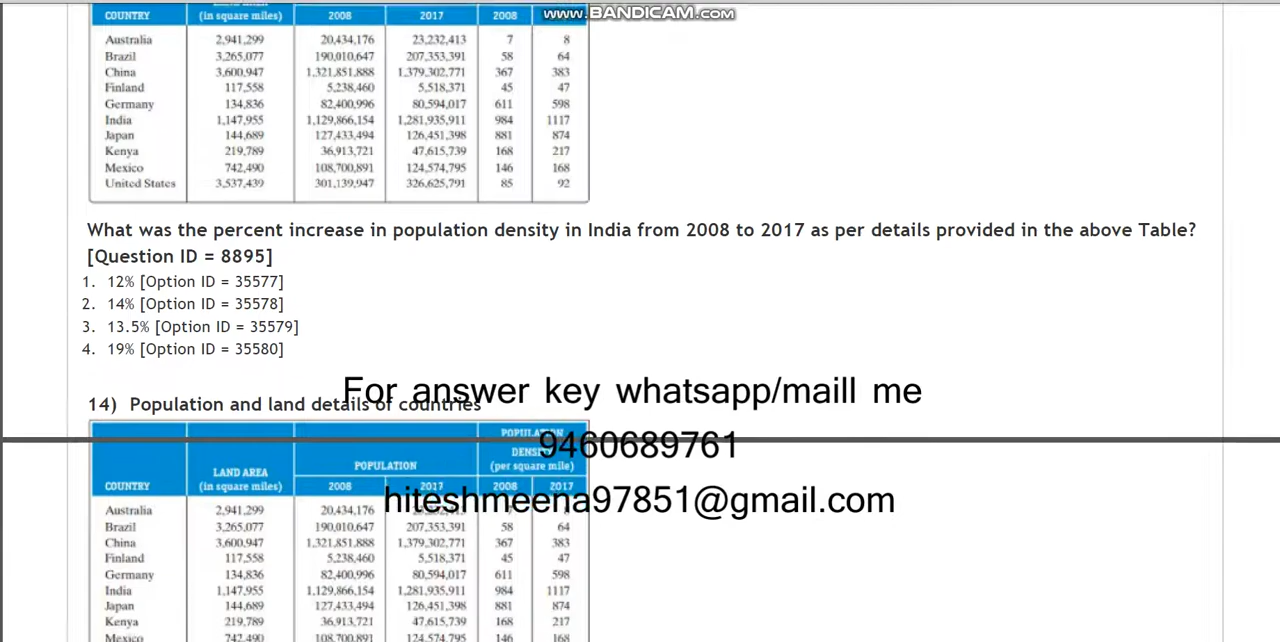 www.BANDICAM.com
COUNTRY (in square miles) 2008 2017 2008
Australia 2,941,299 20,434,176 23,232,413 7 8
Brazil 3,265,077 190,010,647 207,353,391 58 64
China 3,600,947 1,321,851,888 1,379,302,771 367 383
Finland 117,558 5,238,460 5,518,371 45 47
Germany 134,836 82,400,996 80,594,017 611 598
India 1,147,955 1,129,866,154 1,281,935,911 984 1117
Japan 144,689 127,433,494 126,451,398 881 874
Kenya 219,789 36,913,721 47,615,739 168 217
Mexico 742,490 108,700,891 124,574,795 146 168
United States 3,537,439 301,139,947 326,625,791 85 92
What was the percent increase in population density in India from 2008 to 2017 as per details provided in the above Table?
[Question ID = 8895]
1. 12% [Option ID = 35577]
2. 14% [Option ID = 35578]
3. 13.5% [Option ID = 35579]
4. 19% [Option ID = 35580]
For answer key whatsapp/maill me
14) Population and land details of countries
9460689761
LAND AREA POPULATION (per square mile)
COUNTRY (in square miles) 2008 2017 2008 2017
hiteshmeena97851@gmail.com
Australia 2,941,299 20,434,176
Brazil 3,265,077 190,010,647 207,353,391 58 64
China 3,600,947 1,321,851,888 1,379,302,771 367 383
Finland 117,558 5,238,460 5,518,371 45 47
Germany 134,836 82,400,996 80,594,017 611 598
India 1,147,955 1,129,866,154 1,281,935,911 984 1117
Japan 144,689 127,433,494 126,451,398 881 874
Kenya 219,789 36,913,721 47,615,739 168 217
Mexico 742,490 108,700,891 124,574,795 146 168